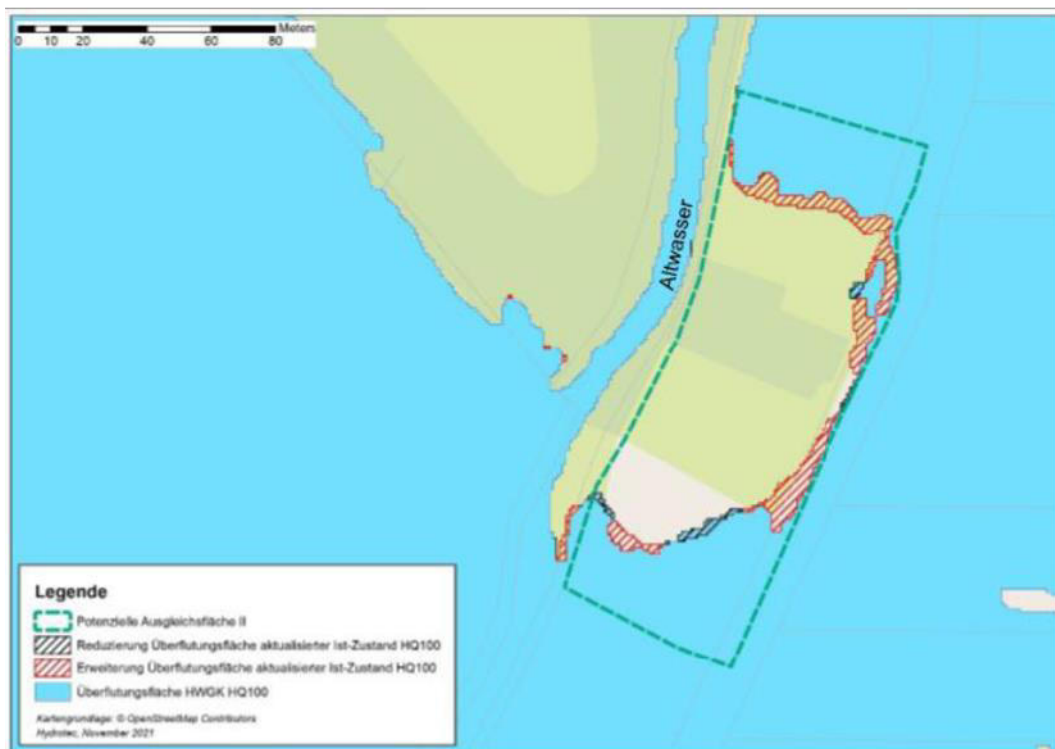 Meters
0 10 20 40 60 80
Altwasser
Legende
Potenzielle Ausgleichsfläche II
Reduzierung Überflutungsfläche aktualisierter Ist-Zustand HQ100
Erweiterung Überflutungsfläche aktualisierter Ist-Zustand HQ100
Überflutungsfläche HWGK HQ100
Kartengrundlage: © OpenStreetMap Contributors
Hydrotec, November 2021